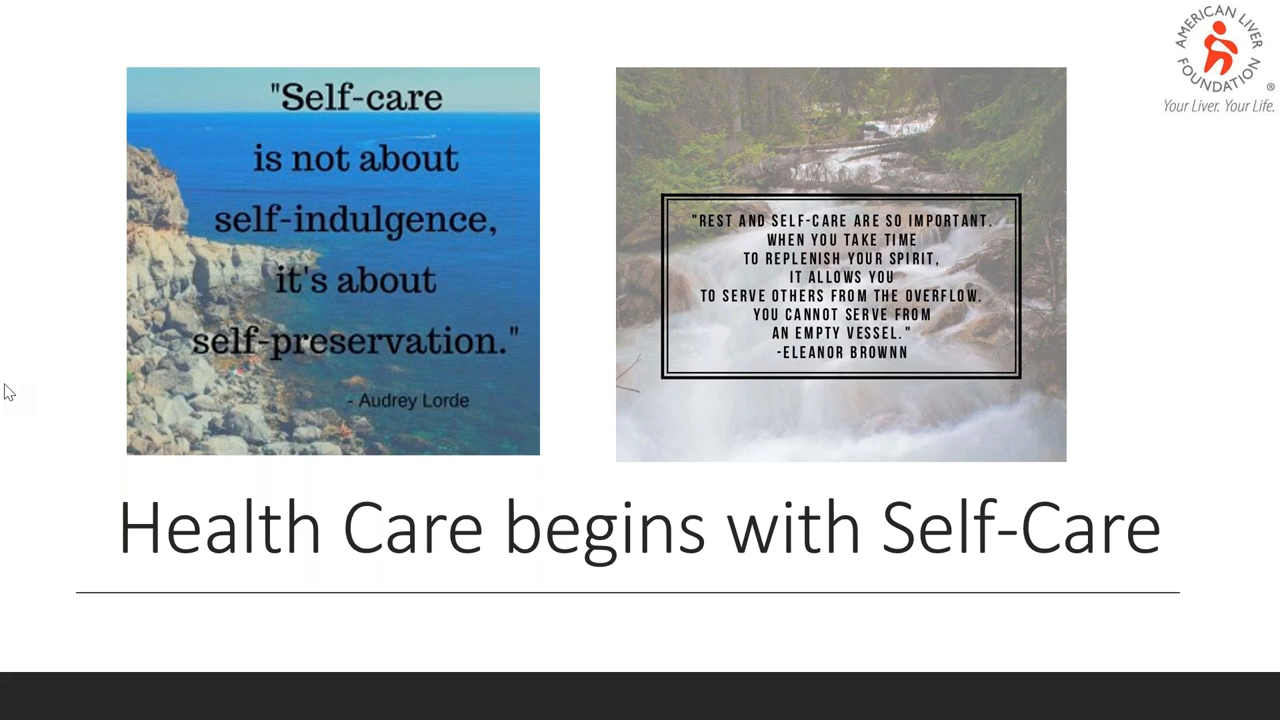 "Self-care
is not about
self-indulgence,
it's about
self-preservation."
- Audrey Lorde
"REST AND SELF-CARE ARE SO IMPORTANT.
WHEN YOU TAKE TIME
TO REPLENISH YOUR SPIRIT,
IT ALLOWS YOU
TO SERVE OTHERS FROM THE OVERFLOW.
YOU CANNOT SERVE FROM
AN EMPTY VESSEL."
-ELEANOR BROWNN
AMERICAN LIVER
FOUNDATION
®
Your Liver. Your Life.
Health Care begins with Self-Care